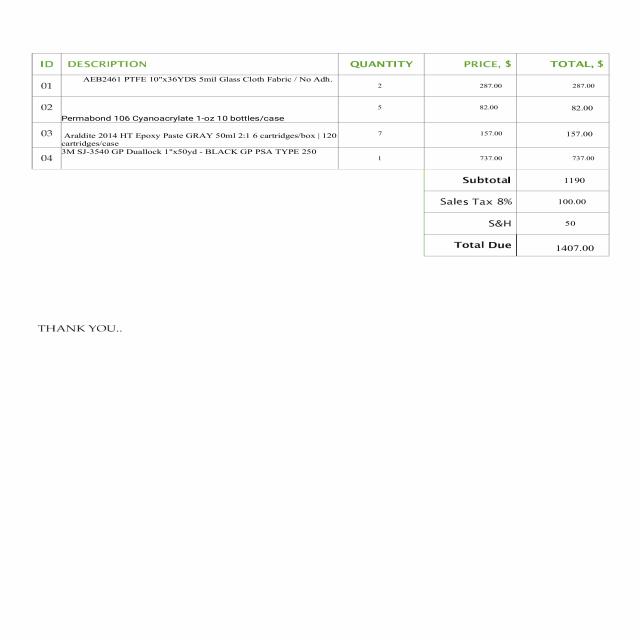 ID DESCRIPTION QUANTITY PRICE, $ TOTAL, $
01 AEB2461 PTFE 10"x36YDS 5mil Glass Cloth Fabric / No Adh. 2 287.00 287.00
02 Permabond 106 Cyanoacrylate 1-oz 10 bottles/case 5 82.00 82.00
03 Araldite 2014 HT Epoxy Paste GRAY 50ml 2:1 6 cartridges/box | 120 7 157.00 157.00
cartridges/case
04 3M SJ-3540 GP Duallock 1"x50yd - BLACK GP PSA TYPE 250 1 737.00 737.00
Subtotal 1190
Sales Tax 8% 100.00
S&H 50
Total Due 1407.00
THANK YOU..